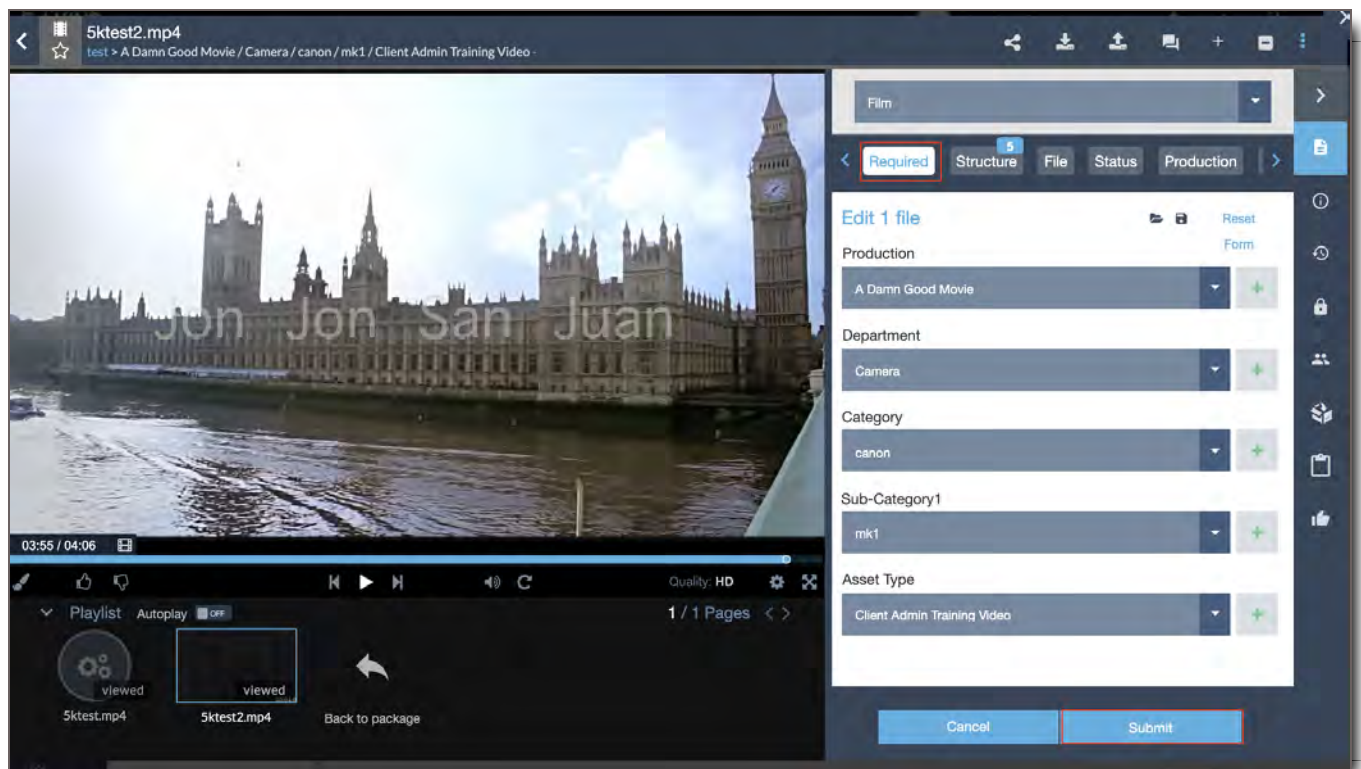 5ktest2.mp4
test > A Damn Good Movie / Camera / canon / mk1 / Client Admin Training Video -
Jon Jon San Juan
03:55 / 04:06
Quality: HD
Playlist Autoplay OFF
1 / 1 Pages < >
viewed
viewed
5ktest.mp4
5ktest2.mp4
Back to package
Film
5
Required Structure File Status Production
Edit 1 file
Reset
Form
Production
A Damn Good Movie
Department
Camera
Category
canon
Sub-Category1
mk1
Asset Type
Client Admin Training Video
Cancel
Submit